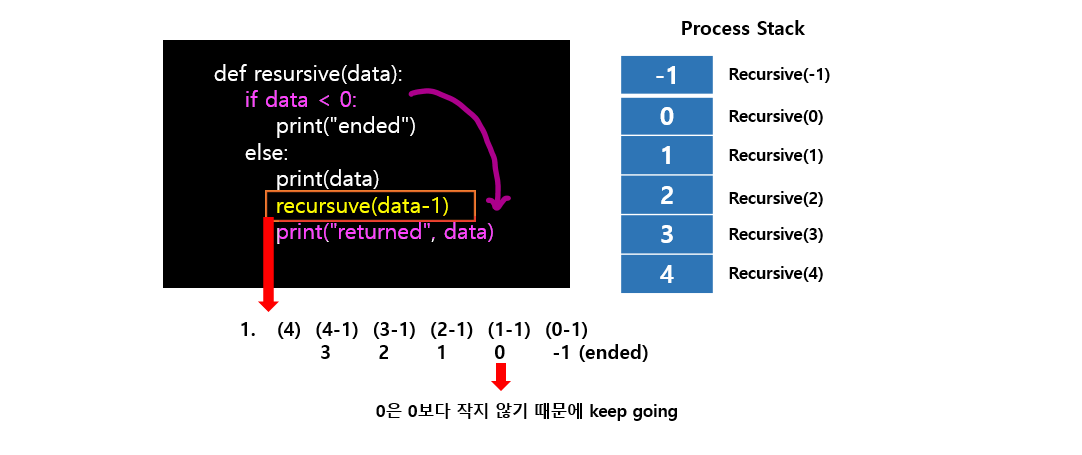 Process Stack
def resursive(data):
if data < 0:
print("ended")
else:
print(data)
recursuve(data-1)
print("returned", data)
-1 Recursive(-1)
0 Recursive(0)
1 Recursive(1)
2 Recursive(2)
3 Recursive(3)
4 Recursive(4)
1. (4) (4-1) (3-1) (2-1) (1-1) (0-1)
3 2 1 0 -1 (ended)
0은 0보다 작지 않기 때문에 keep going